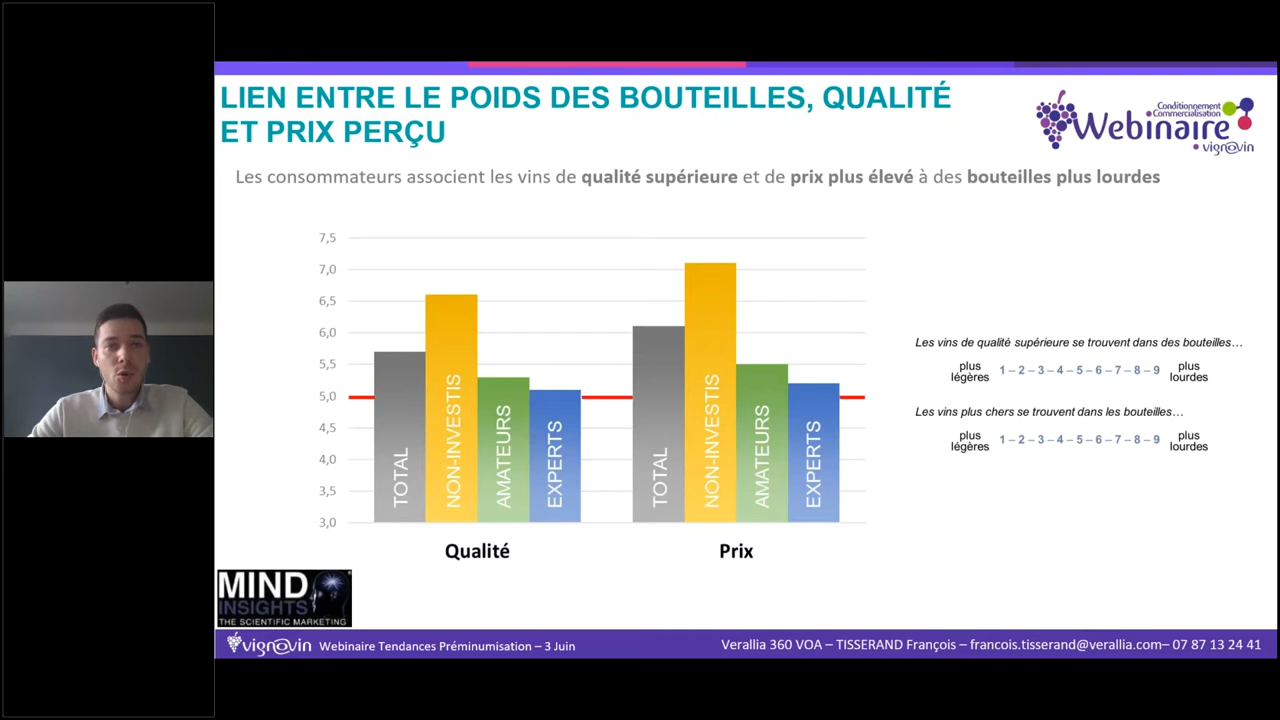 LIEN ENTRE LE POIDS DES BOUTEILLES, QUALITÉ
ET PRIX PERÇU
Conditionnement
Commercialisation
Webinaire
vignovin
Les consommateurs associent les vins de qualité supérieure et de prix plus élevé à des bouteilles plus lourdes
7,5
7,0
6,5
6,0
5,5
5,0
4,5
4,0
3,5
3,0
TOTAL
NON-INVESTIS
AMATEURS
EXPERTS
TOTAL
NON-INVESTIS
AMATEURS
EXPERTS
Qualité
Prix
Les vins de qualité supérieure se trouvent dans des bouteilles…
plus légères 1 – 2 – 3 – 4 – 5 – 6 – 7 – 8 – 9 plus lourdes
Les vins plus chers se trouvent dans les bouteilles…
plus légères 1 – 2 – 3 – 4 – 5 – 6 – 7 – 8 – 9 plus lourdes
MIND
INSIGHTS
THE SCIENTIFIC MARKETING
vignovin Webinaire Tendances Préminumisation – 3 Juin
Verallia 360 VOA – TISSERAND François – francois.tisserand@verallia.com– 07 87 13 24 41